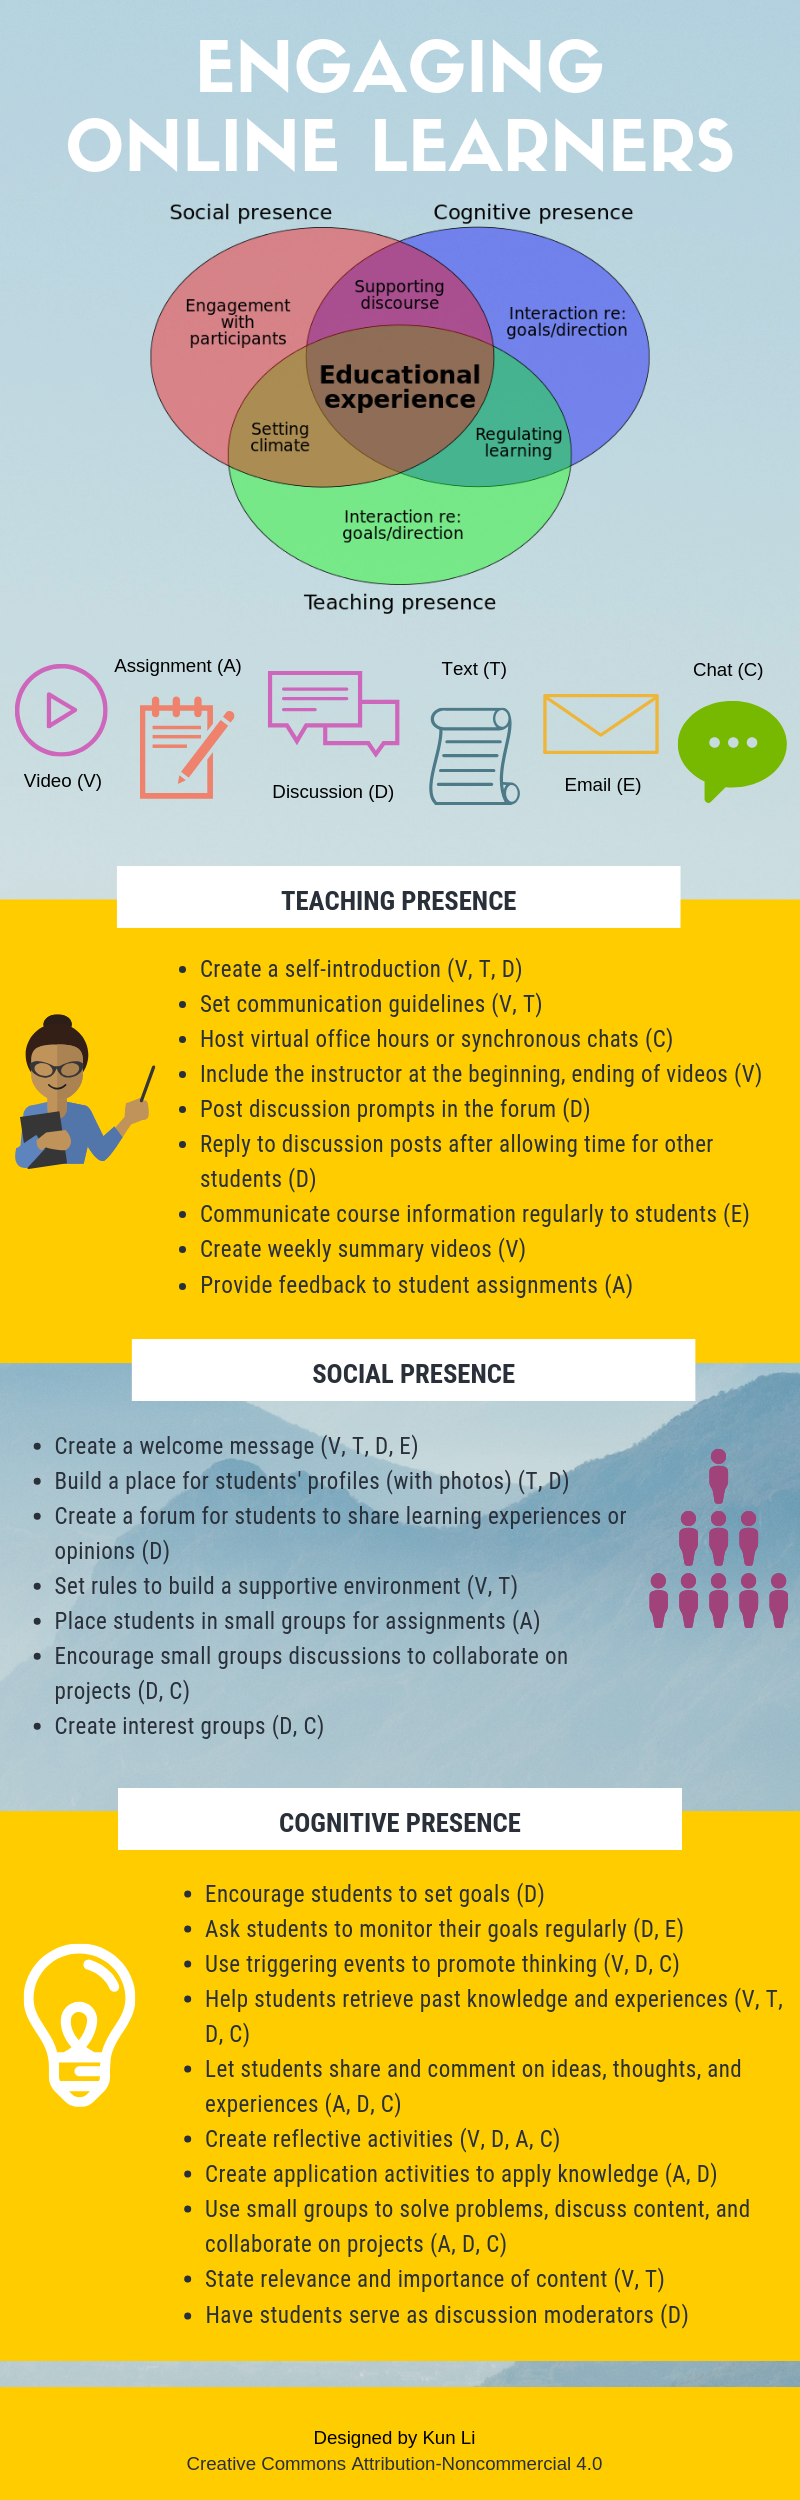 ENGAGING
ONLINE LEARNERS
Social presence
Cognitive presence
Engagement
with
participants
Supporting
discourse
Interaction re:
goals/direction
Educational
experience
Setting
climate
Regulating
learning
Interaction re:
goals/direction
Teaching presence
Video (V)
Assignment (A)
Discussion (D)
Text (T)
Email (E)
Chat (C)
TEACHING PRESENCE
• Create a self-introduction (V, T, D)
• Set communication guidelines (V, T)
• Host virtual office hours or synchronous chats (C)
• Include the instructor at the beginning, ending of videos (V)
• Post discussion prompts in the forum (D)
• Reply to discussion posts after allowing time for other
students (D)
• Communicate course information regularly to students (E)
• Create weekly summary videos (V)
• Provide feedback to student assignments (A)
SOCIAL PRESENCE
• Create a welcome message (V, T, D, E)
• Build a place for students' profiles (with photos) (T, D)
• Create a forum for students to share learning experiences or
opinions (D)
• Set rules to build a supportive environment (V, T)
• Place students in small groups for assignments (A)
• Encourage small groups discussions to collaborate on
projects (D, C)
• Create interest groups (D, C)
COGNITIVE PRESENCE
• Encourage students to set goals (D)
• Ask students to monitor their goals regularly (D, E)
• Use triggering events to promote thinking (V, D, C)
• Help students retrieve past knowledge and experiences (V, T,
D, C)
• Let students share and comment on ideas, thoughts, and
experiences (A, D, C)
• Create reflective activities (V, D, A, C)
• Create application activities to apply knowledge (A, D)
• Use small groups to solve problems, discuss content, and
collaborate on projects (A, D, C)
• State relevance and importance of content (V, T)
• Have students serve as discussion moderators (D)
Designed by Kun Li
Creative Commons Attribution-Noncommercial 4.0